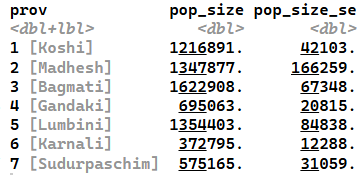 prov pop_size pop_size_se
<dbl+lbl> <dbl> <dbl>
1 [Koshi] 1216891. 42103.
2 [Madhesh] 1347877. 166259.
3 [Bagmati] 1622908. 67348.
4 [Gandaki] 695063. 20815.
5 [Lumbini] 1354403. 84838.
6 [Karnali] 372795. 12288.
7 [Sudurpaschim] 575165. 31059.